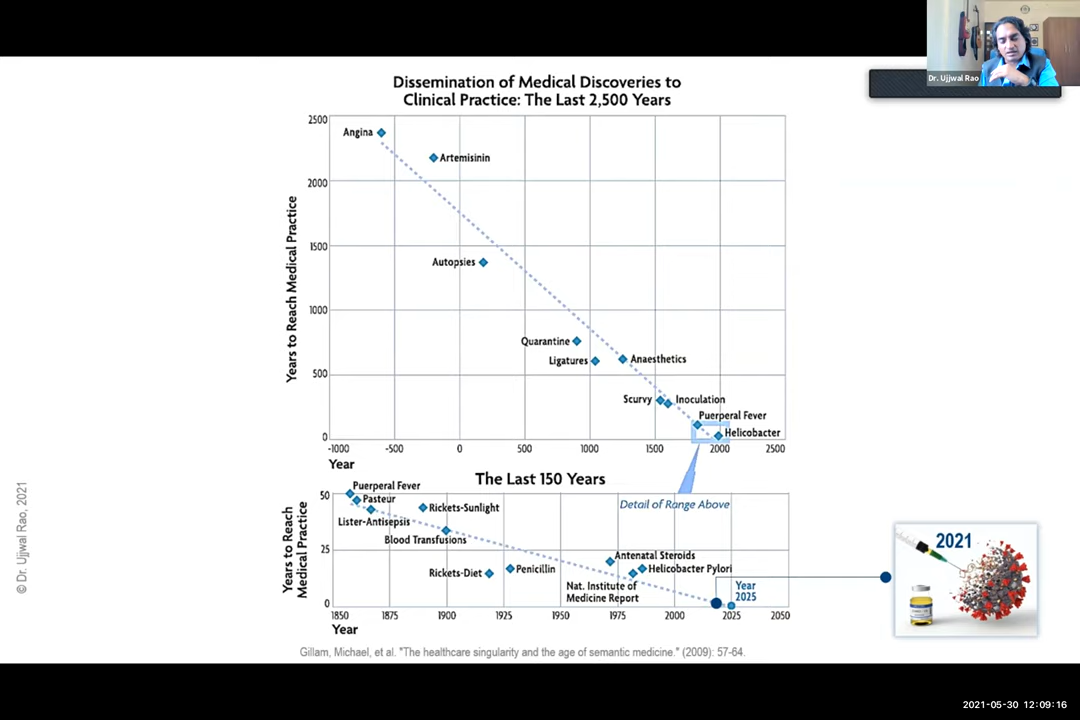 Dr. Ujjwal Rao
Dissemination of Medical Discoveries to
Clinical Practice: The Last 2,500 Years
Years to Reach Medical Practice
2500
2000
1500
1000
500
0
Angina
Artemisinin
Autopsies
Quarantine
Ligatures
Anaesthetics
Scurvy
Inoculation
Puerperal Fever
Helicobacter
-1000 -500 0 500 1000 1500 2000 2500
Year
The Last 150 Years
Detail of Range Above
Years to Reach
Medical Practice
50
25
0
Puerperal Fever
Pasteur
Lister-Antisepsis
Rickets-Sunlight
Blood Transfusions
Rickets-Diet
Penicillin
Antenatal Steroids
Helicobacter Pylori
Nat. Institute of
Medicine Report
Year
2025
1850 1875 1900 1925 1950 1975 2000 2025 2050
Year
2021
Gillam, Michael, et al. "The healthcare singularity and the age of semantic medicine." (2009): 57-64.
© Dr. Ujjwal Rao, 2021
2021-05-30 12:09:16